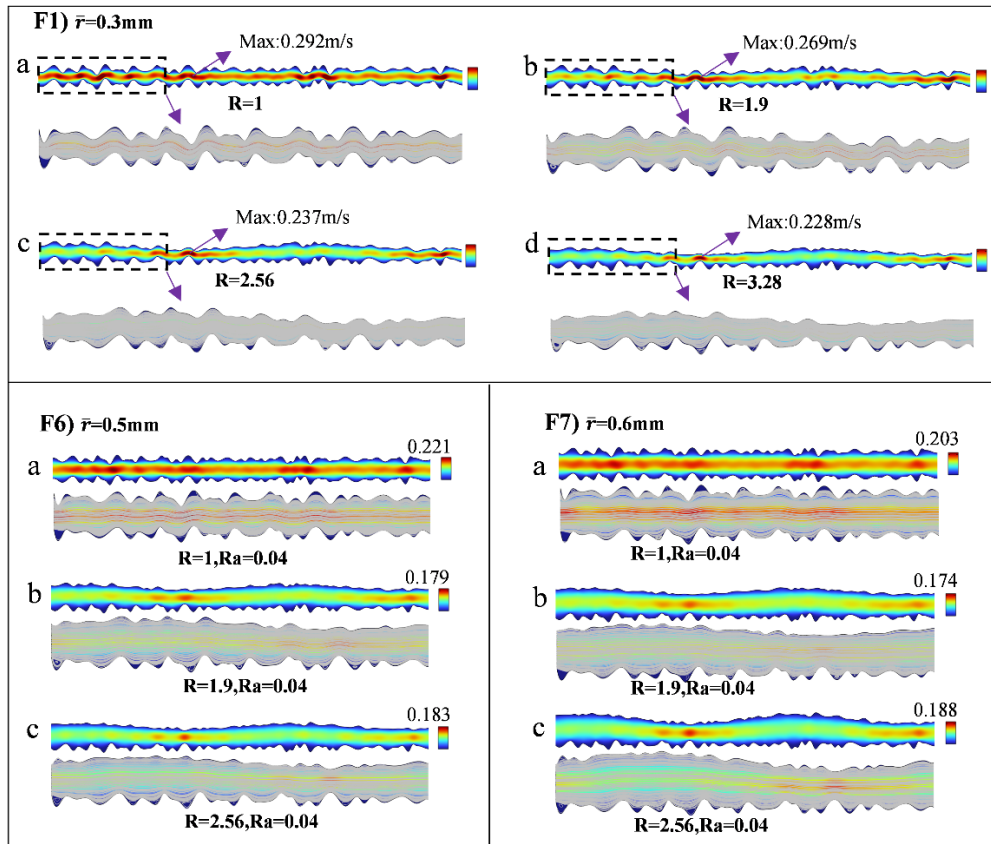 F1) r̄=0.3mm
a
Max:0.292m/s
R=1
b
Max:0.269m/s
R=1.9
c
Max:0.237m/s
R=2.56
d
Max:0.228m/s
R=3.28
F6) r̄=0.5mm
a
0.221
R=1,Ra=0.04
b
0.179
R=1.9,Ra=0.04
c
0.183
R=2.56,Ra=0.04
F7) r̄=0.6mm
a
0.203
R=1,Ra=0.04
b
0.174
R=1.9,Ra=0.04
c
0.188
R=2.56,Ra=0.04